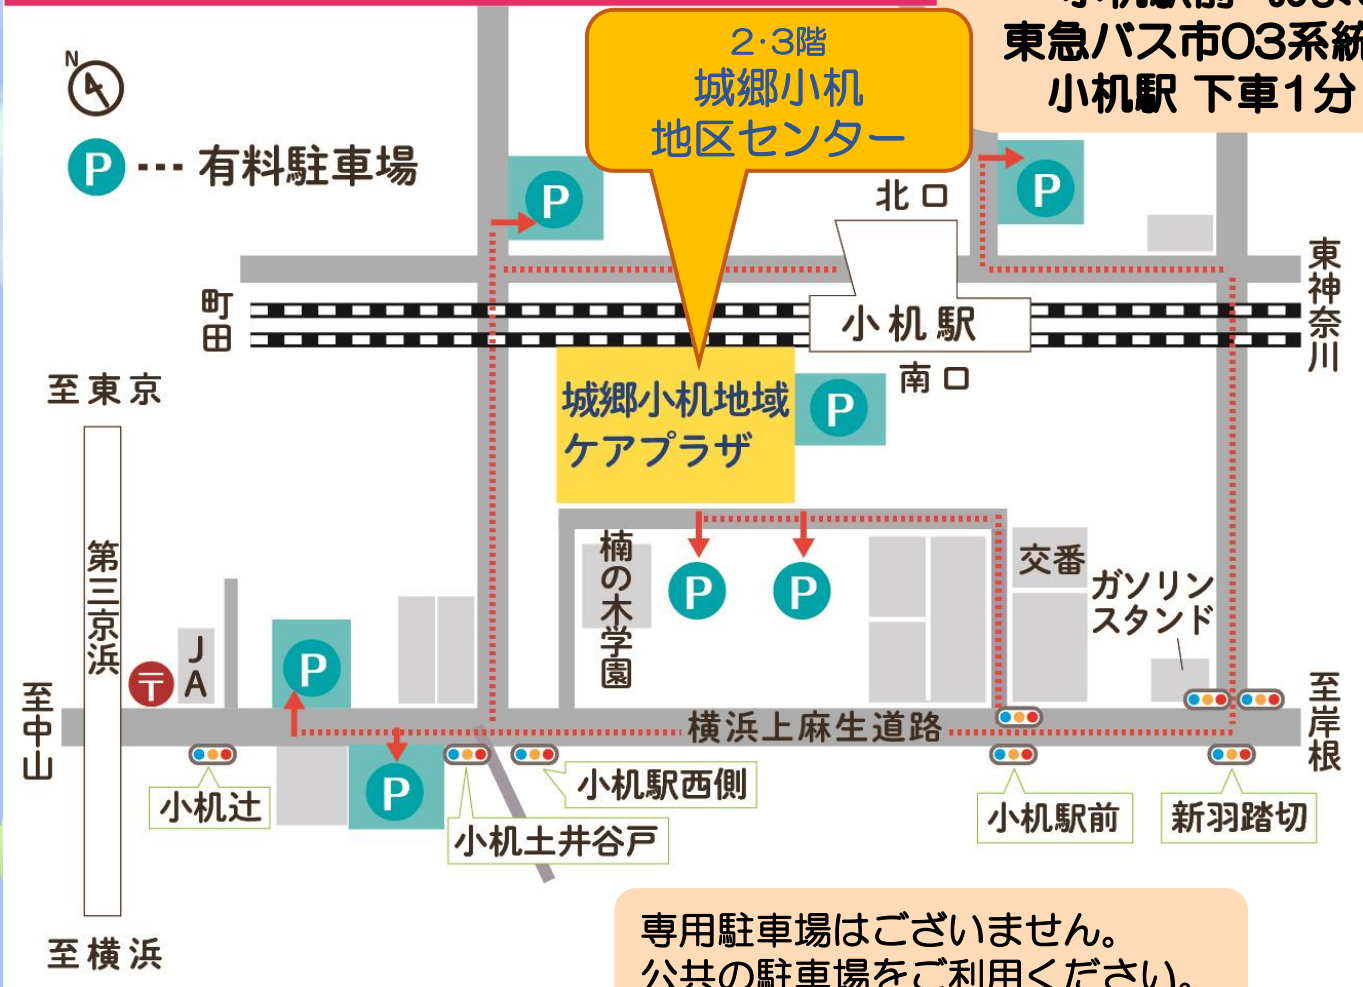 東急バス市03系統
小机駅 下車1分
2・3階
城郷小机
地区センター
N
P ・・・ 有料駐車場
P
P
北口
東神奈川
町田
小机駅
南口
至東京
城郷小机地域
ケアプラザ
P
第三京浜
楠の木学園
P
P
交番
ガソリン
スタンド
JA
〒
P
至中山
横浜上麻生道路
至岸根
P
小机辻
小机土井谷戸
小机駅西側
小机駅前
新羽踏切
至横浜
専用駐車場はございません。
公共の駐車場をご利用ください。